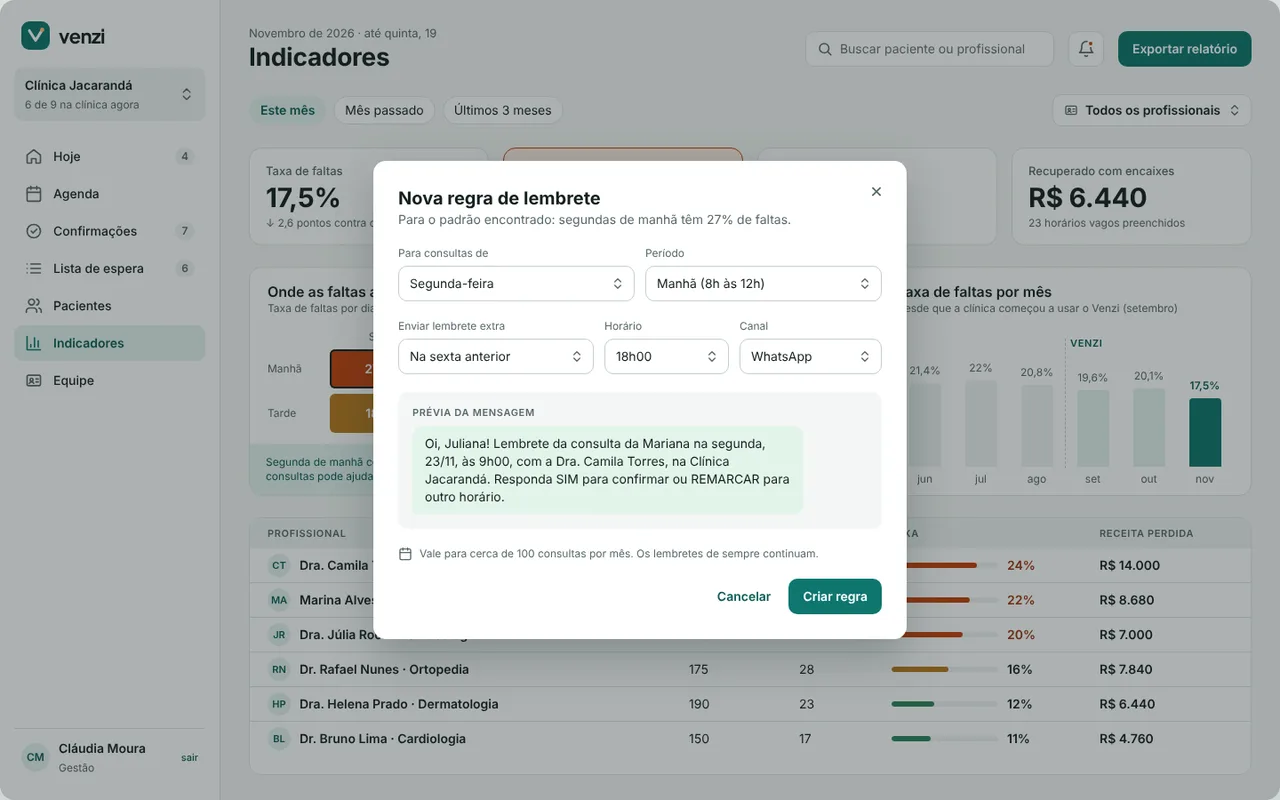 venzi
Clínica Jacarandá
6 de 9 na clínica agora
Hoje 4
Agenda
Confirmações 7
Lista de espera 6
Pacientes
Indicadores
Equipe
CM
Cláudia Moura
Gestão
sair
Novembro de 2026 · até quinta, 19
Indicadores
Buscar paciente ou profissional
Exportar relatório
Este mês
Mês passado
Últimos 3 meses
Todos os profissionais
Taxa de faltas
17,5%
↓ 2,6 pontos contra
Recuperado com encaixes
R$ 6.440
23 horários vagos preenchidos
Onde as faltas
Taxa de faltas por
Manhã
Tarde
Segunda de manhã
consultas pode
de faltas por mês
que a clínica começou a usar o Venzi (setembro)
VENZI
21,4%
22%
20,8%
19,6%
20,1%
17,5%
jun
jul
ago
set
out
nov
Nova regra de lembrete
Para o padrão encontrado: segundas de manhã têm 27% de faltas.
Para consultas de
Segunda-feira
Período
Manhã (8h às 12h)
Enviar lembrete extra
Na sexta anterior
Horário
18h00
Canal
WhatsApp
PRÉVIA DA MENSAGEM
Oi, Juliana! Lembrete da consulta da Mariana na segunda,
23/11, às 9h00, com a Dra. Camila Torres, na Clínica
Jacarandá. Responda SIM para confirmar ou REMARCAR para
outro horário.
Vale para cerca de 100 consultas por mês. Os lembretes de sempre continuam.
Cancelar
Criar regra
PROFISSIONAL
RECEITA PERDIDA
CT Dra. Camila 24% R$ 14.000
MA Marina 22% R$ 8.680
JR Dra. Júlia 20% R$ 7.000
RN Dr. Rafael Nunes · Ortopedia 175 28 16% R$ 7.840
HP Dra. Helena Prado · Dermatologia 190 23 12% R$ 6.440
BL Dr. Bruno Lima · Cardiologia 150 17 11% R$ 4.760